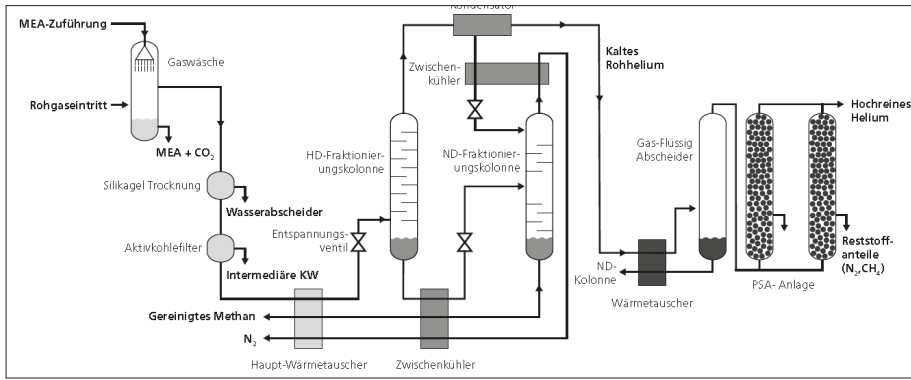 MEA-Zuführung
Gaswäsche
Rohgaseintritt
MEA + CO2
Silikagel Trocknung
Wasserabscheider
Aktivkohlefilter
Intermediäre KW
Gereinigtes Methan
N2
Haupt-Wärmetauscher
Entspannungs-
ventil
HD-Fraktionier-
ungskolonne
Kondensator
Zwischen-
kühler
ND-Fraktionier-
ungskolonne
Zwischenkühler
Kaltes
Rohhelium
Gas-Flüssig
Abscheider
ND-
Kolonne
Wärmetauscher
Hochreines
Helium
Reststoff-
anteile
(N2,CH4)
PSA- Anlage